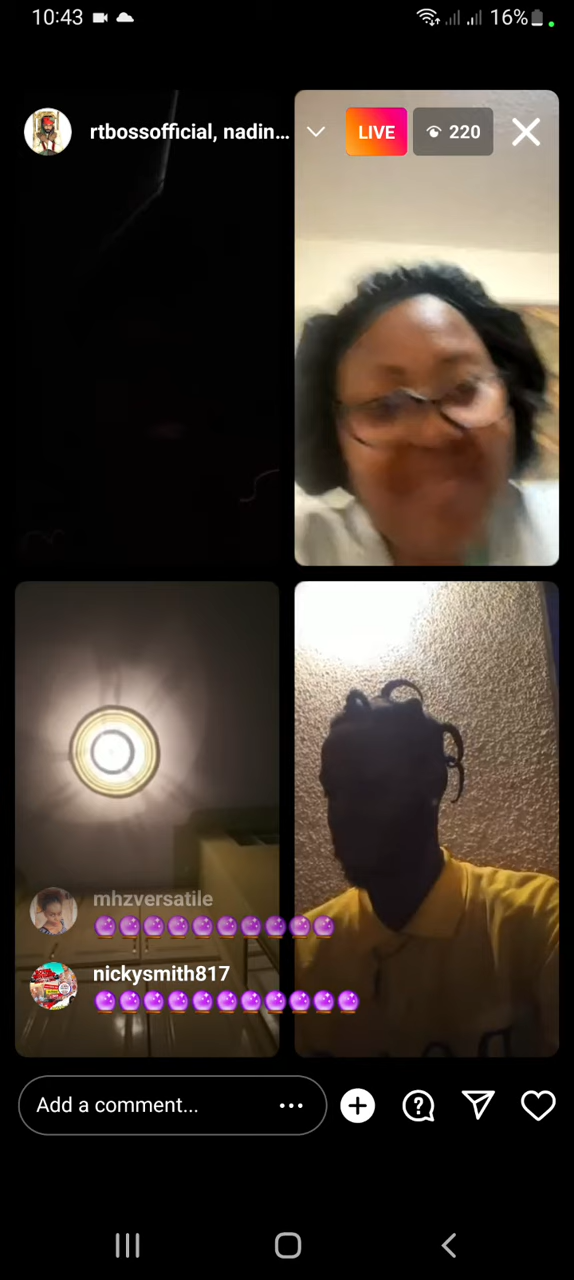 10:43
16%
rtbossofficial, nadin...
LIVE
220
mhzversatile
nickysmith817
Add a comment...